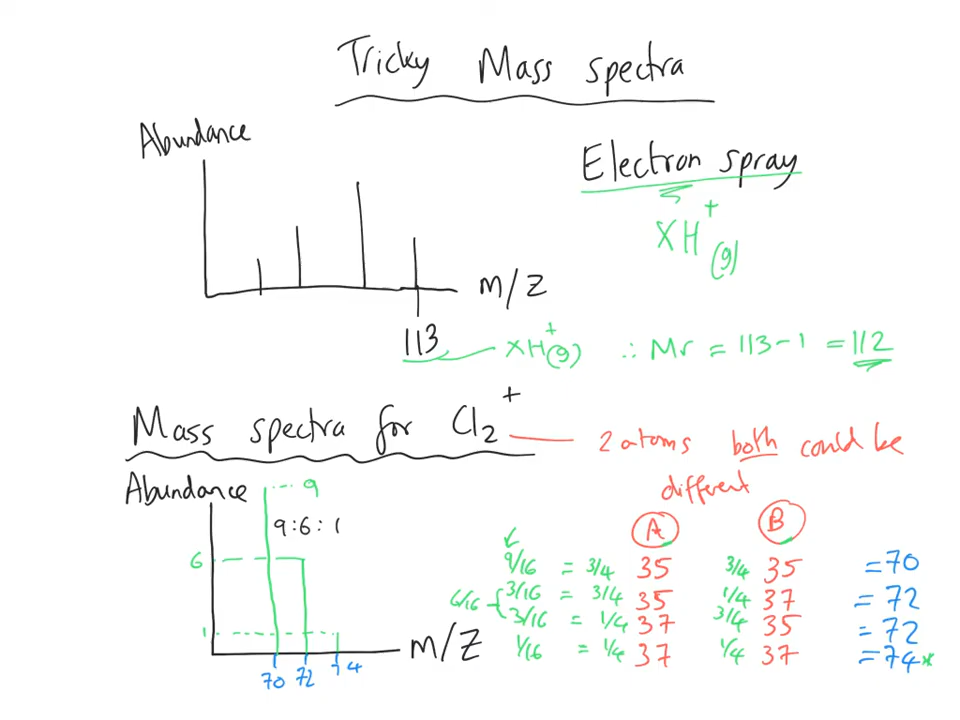 Tricky Mass spectra
Abundance
Electron spray
XH⁺(g)
m/z
113
XH⁺(g) ∴ Mr = 113-1 = 112
Mass spectra for Cl₂⁺
2 atoms both could be
different
Abundance
9
9:6:1
A B
6
9/16 = 3/4 35 3/4 35 =70
6/16 { 3/16 = 3/4 35 1/4 37 =72
3/16 = 1/4 37 3/4 35 =72
1
1/16 = 1/4 37 1/4 37 =74*
m/z
70 72 74